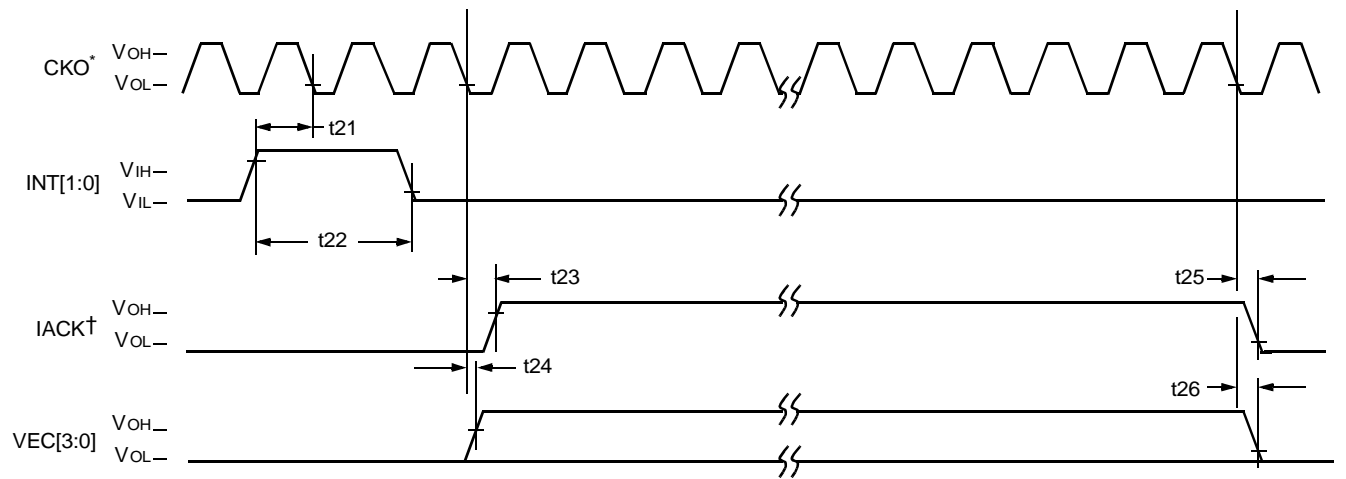 CKO*
VOH
VOL
t21
INT[1:0]
VIH
VIL
t22
t23
t25
IACK†
VOH
VOL
t24
t26
VEC[3:0]
VOH
VOL